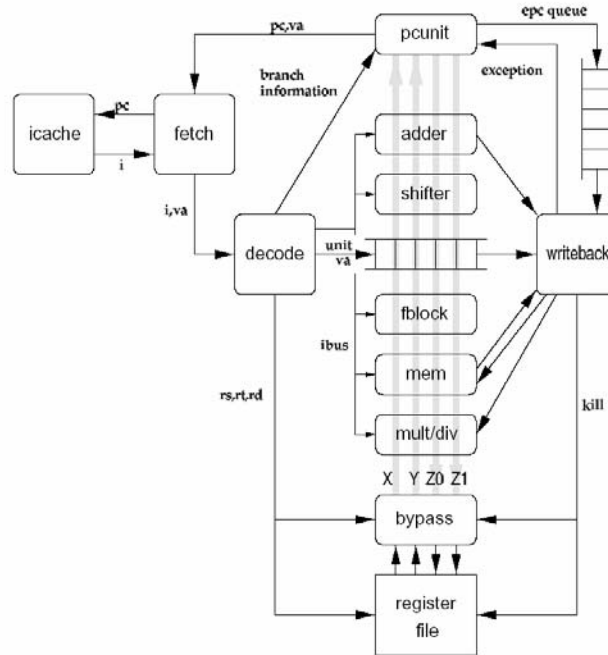 epc queue
pc,va
pcunit
branch
information
exception
pc
icache
fetch
adder
i
shifter
i,va
unit
va
decode
writeback
fblock
ibus
mem
rs,rt,rd
kill
mult/div
X Y Z0 Z1
bypass
register
file